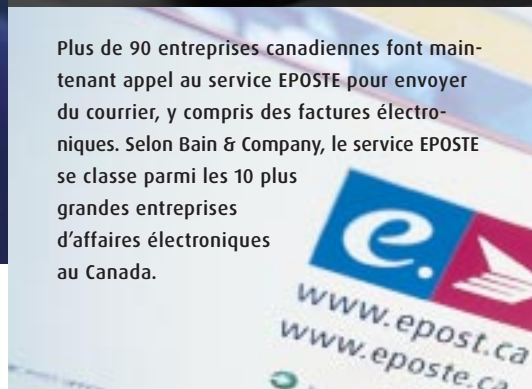 Plus de 90 entreprises canadiennes font main-
tenant appel au service EPOSTE pour envoyer
du courrier, y compris des factures électro-
niques. Selon Bain & Company, le service EPOSTE
se classe parmi les 10 plus
grandes entreprises
d’affaires électroniques
au Canada.
e.
www.epost.ca
www.eposte.ca